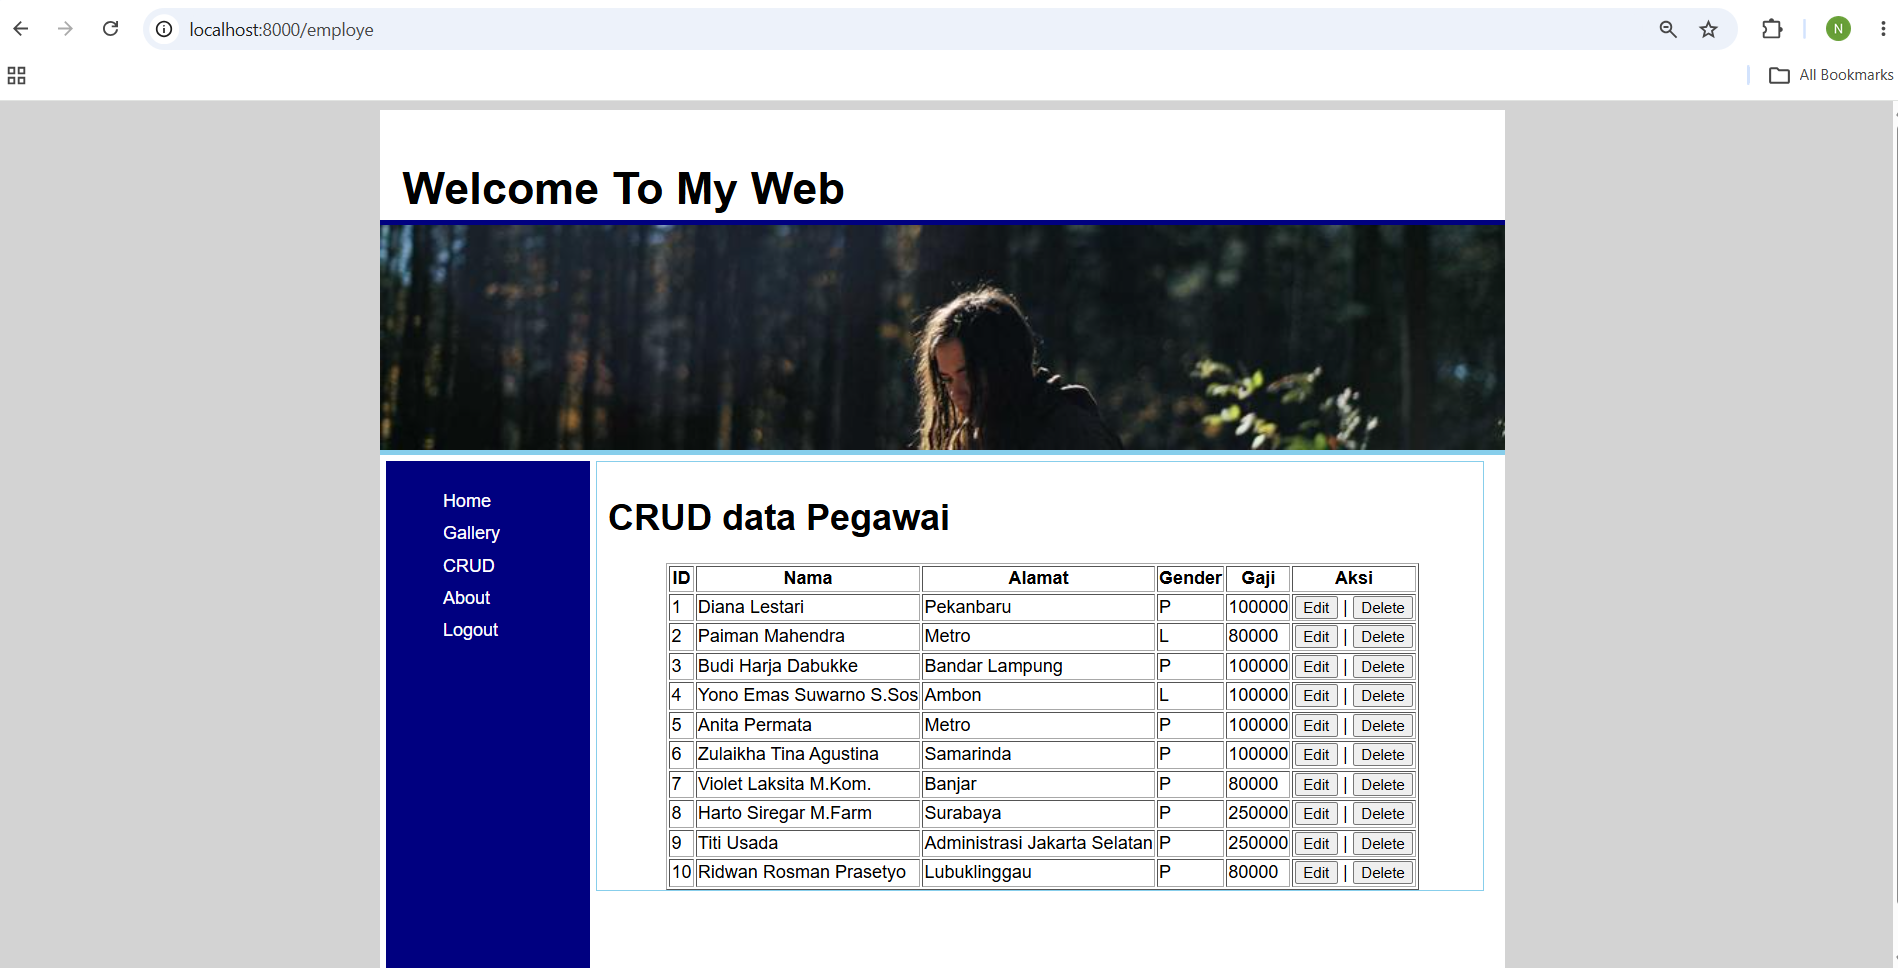 localhost:8000/employe
N
All Bookmarks
Welcome To My Web
Home
Gallery
CRUD
About
Logout
CRUD data Pegawai
ID Nama Alamat Gender Gaji Aksi
1 Diana Lestari Pekanbaru P 100000 Edit | Delete
2 Paiman Mahendra Metro L 80000 Edit | Delete
3 Budi Harja Dabukke Bandar Lampung P 100000 Edit | Delete
4 Yono Emas Suwarno S.Sos Ambon L 100000 Edit | Delete
5 Anita Permata Metro P 100000 Edit | Delete
6 Zulaikha Tina Agustina Samarinda P 100000 Edit | Delete
7 Violet Laksita M.Kom. Banjar P 80000 Edit | Delete
8 Harto Siregar M.Farm Surabaya P 250000 Edit | Delete
9 Titi Usada Administrasi Jakarta Selatan P 250000 Edit | Delete
10 Ridwan Rosman Prasetyo Lubuklinggau P 80000 Edit | Delete